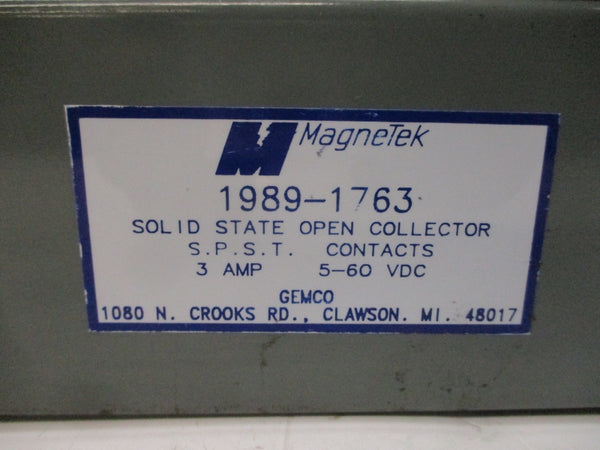 MagneTek
1989-1763
SOLID STATE OPEN COLLECTOR
S.P.S.T. CONTACTS
3 AMP 5-60 VDC
GEMCO
1080 N. CROOKS RD., CLAWSON. MI. 48017